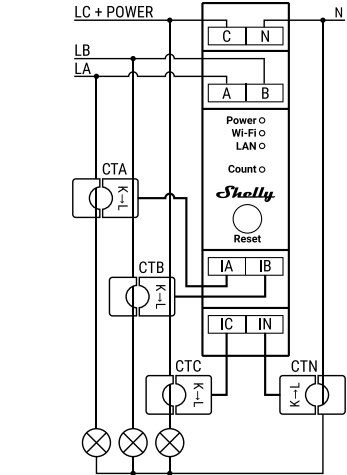 LC + POWER
N
C N
LB
LA
A B
Power
Wi-Fi
LAN
Count
Shelly
Reset
CTA
K→L
CTB
K→L
IA IB
IC IN
CTC
K→L
CTN
K→L